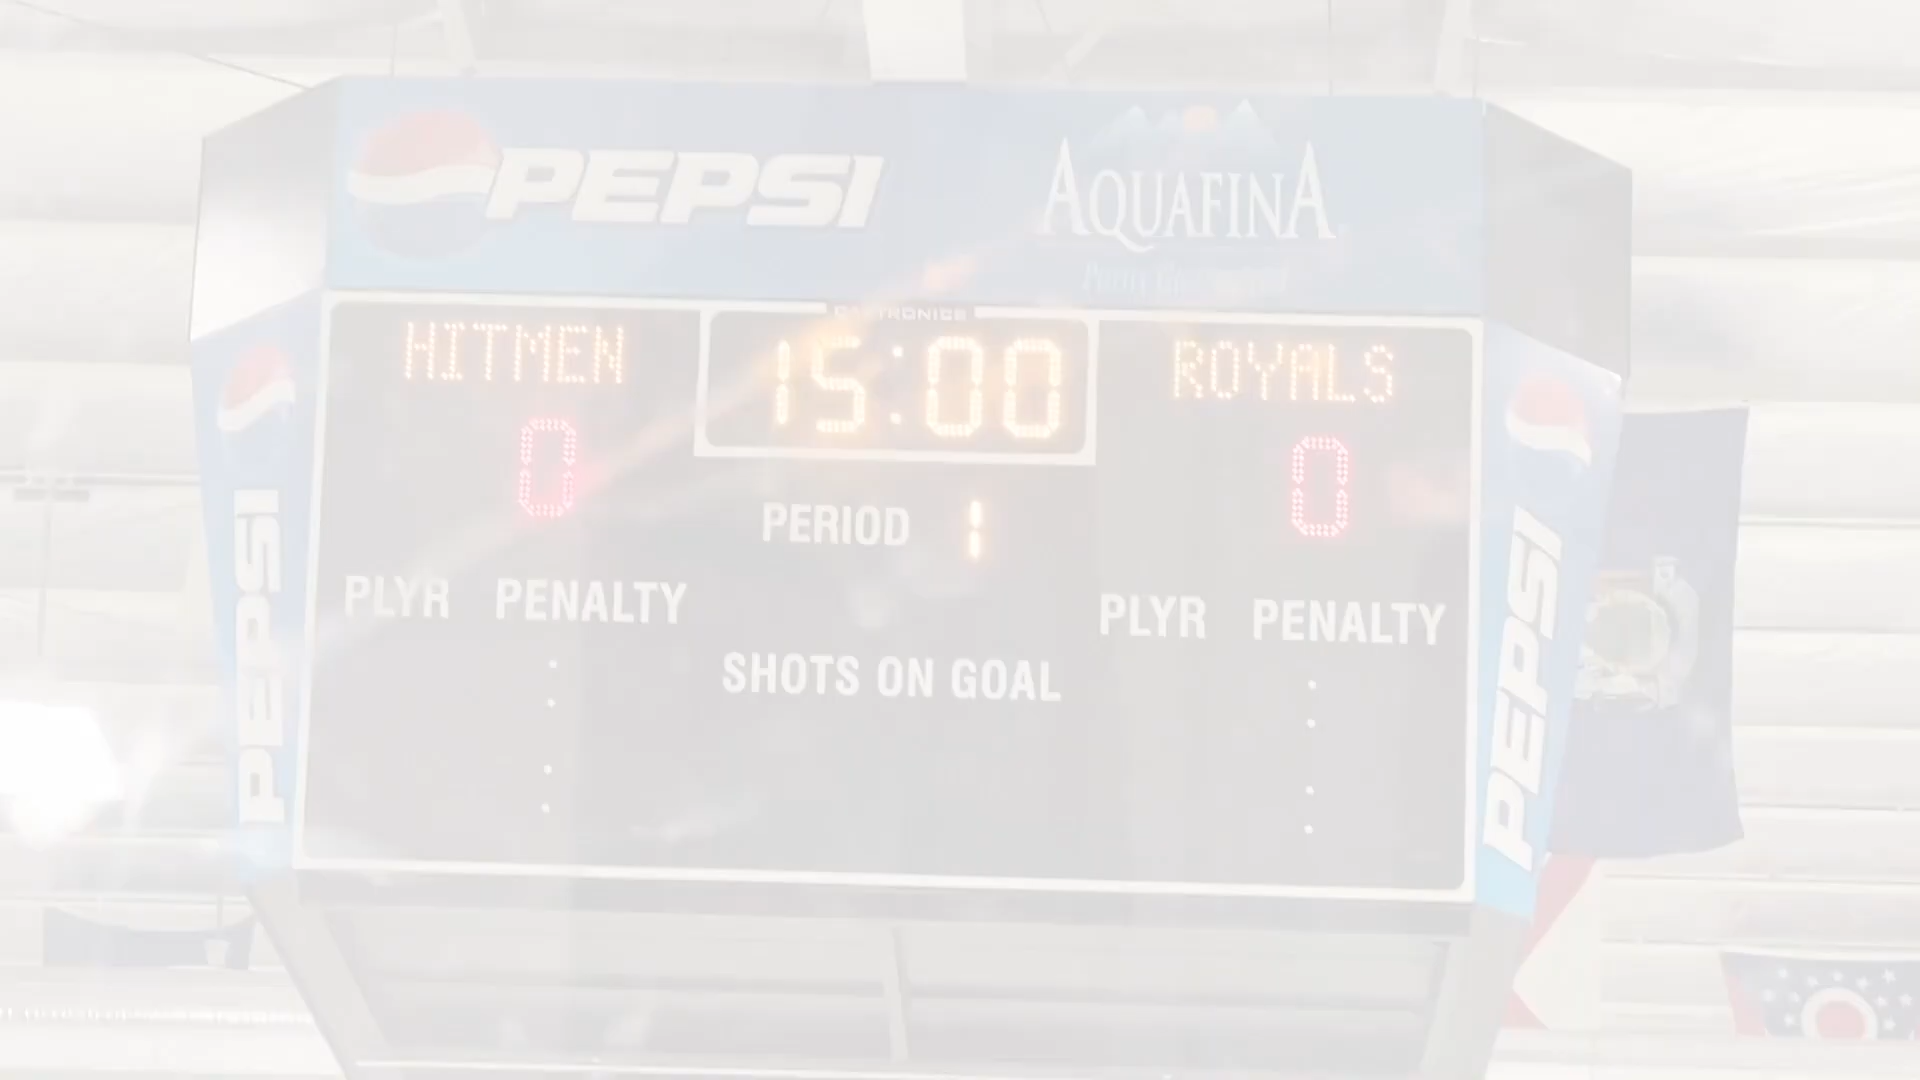 PEPSI
AQUAFINA
DAKTRONICS
HITMEN
15:00
ROYALS
0
0
PERIOD 1
PLYR PENALTY
PLYR PENALTY
SHOTS ON GOAL
PEPSI
PEPSI